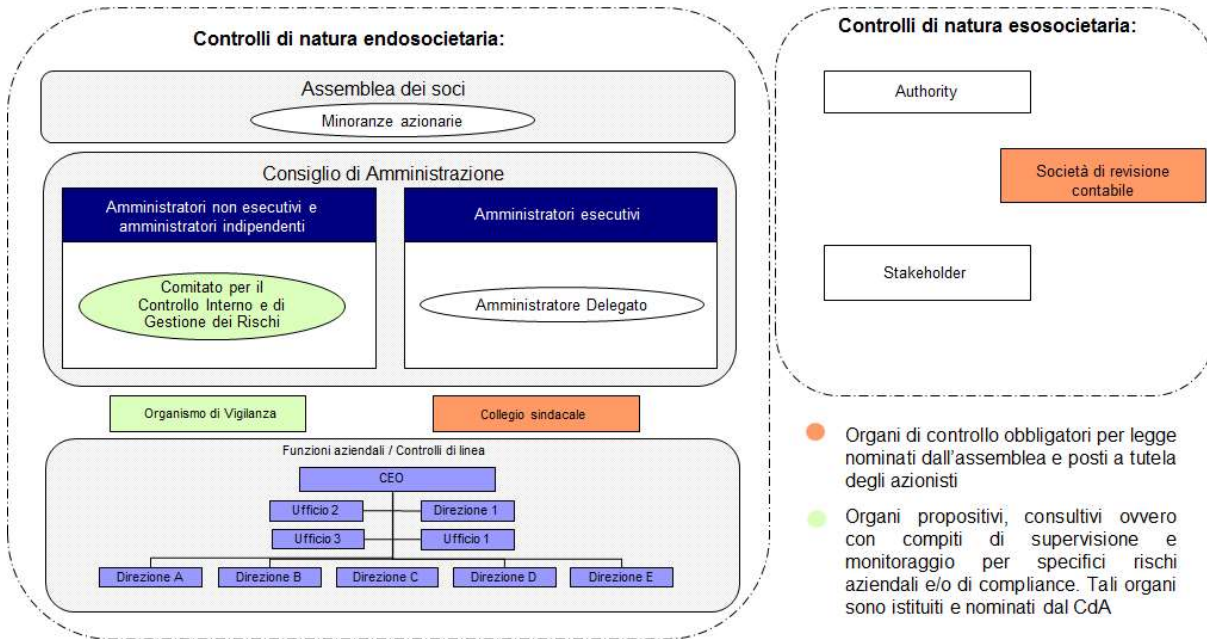 Controlli di natura endosocietaria:
Assemblea dei soci
Minoranze azionarie
Consiglio di Amministrazione
Amministratori non esecutivi e
amministratori indipendenti
Comitato per il
Controllo Interno e di
Gestione dei Rischi
Amministratori esecutivi
Amministratore Delegato
Organismo di Vigilanza
Collegio sindacale
Funzioni aziendali / Controlli di linea
CEO
Ufficio 2
Direzione 1
Ufficio 3
Ufficio 1
Direzione A
Direzione B
Direzione C
Direzione D
Direzione E
Controlli di natura esosocietaria:
Authority
Società di revisione
contabile
Stakeholder
Organi di controllo obbligatori per legge
nominati dall'assemblea e posti a tutela
degli azionisti
Organi propositivi, consultivi ovvero
con compiti di supervisione e
monitoraggio per specifici rischi
aziendali e/o di compliance. Tali organi
sono istituiti e nominati dal CdA